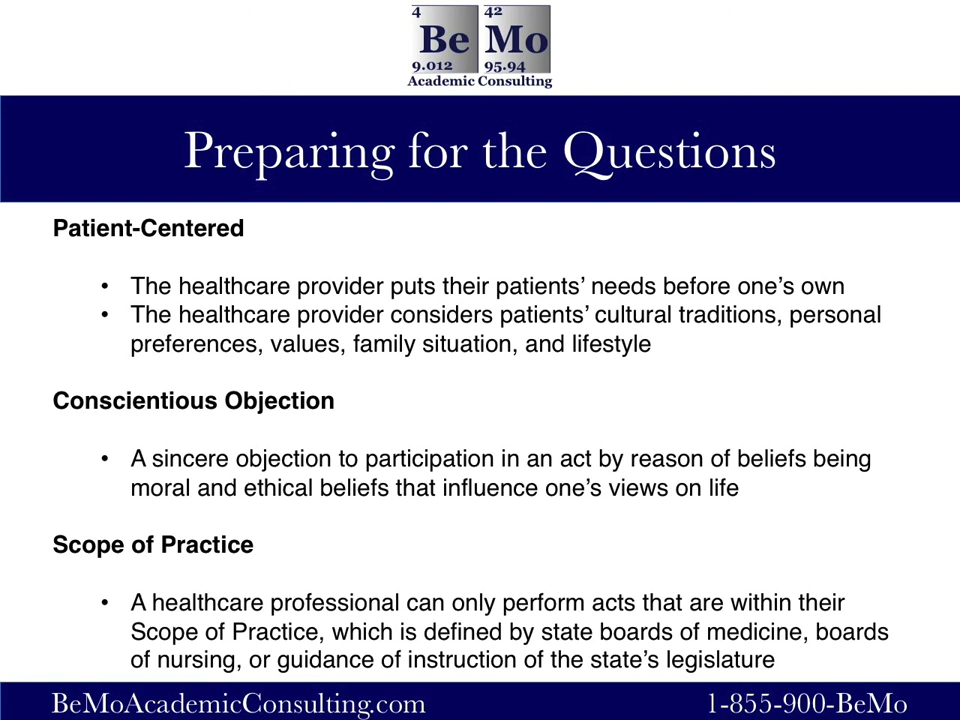 4 42
Be Mo
9.012 95.94
Academic Consulting
Preparing for the Questions
Patient-Centered
• The healthcare provider puts their patients’ needs before one’s own
• The healthcare provider considers patients’ cultural traditions, personal
preferences, values, family situation, and lifestyle
Conscientious Objection
• A sincere objection to participation in an act by reason of beliefs being
moral and ethical beliefs that influence one’s views on life
Scope of Practice
• A healthcare professional can only perform acts that are within their
Scope of Practice, which is defined by state boards of medicine, boards
of nursing, or guidance of instruction of the state’s legislature
BeMoAcademicConsulting.com 1-855-900-BeMo